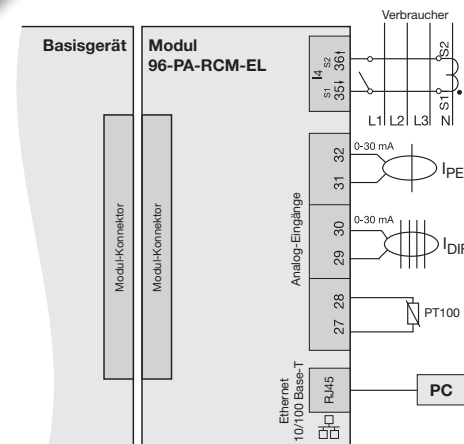 Verbraucher
Basisgerät
Modul
96-PA-RCM-EL
I4
S2
S1
36
35
S2
S1
L1
L2
L3
N
0-30 mA
32
31
IPE
Modul-Konnektor
Modul-Konnektor
Analog-Eingänge
0-30 mA
30
29
IDIF
28
27
PT100
Ethernet
10/100 Base-T
RJ45
PC